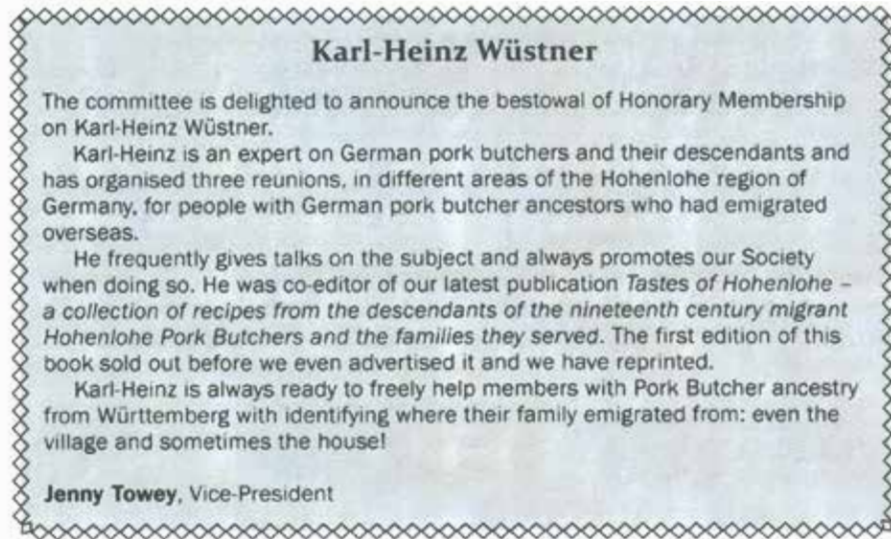 Karl-Heinz Wüstner
The committee is delighted to announce the bestowal of Honorary Membership
on Karl-Heinz Wüstner.
Karl-Heinz is an expert on German pork butchers and their descendants and
has organised three reunions, in different areas of the Hohenlohe region of
Germany, for people with German pork butcher ancestors who had emigrated
overseas.
He frequently gives talks on the subject and always promotes our Society
when doing so. He was co-editor of our latest publication Tastes of Hohenlohe –
a collection of recipes from the descendants of the nineteenth century migrant
Hohenlohe Pork Butchers and the families they served. The first edition of this
book sold out before we even advertised it and we have reprinted.
Karl-Heinz is always ready to freely help members with Pork Butcher ancestry
from Württemberg with identifying where their family emigrated from: even the
village and sometimes the house!
Jenny Towey, Vice-President